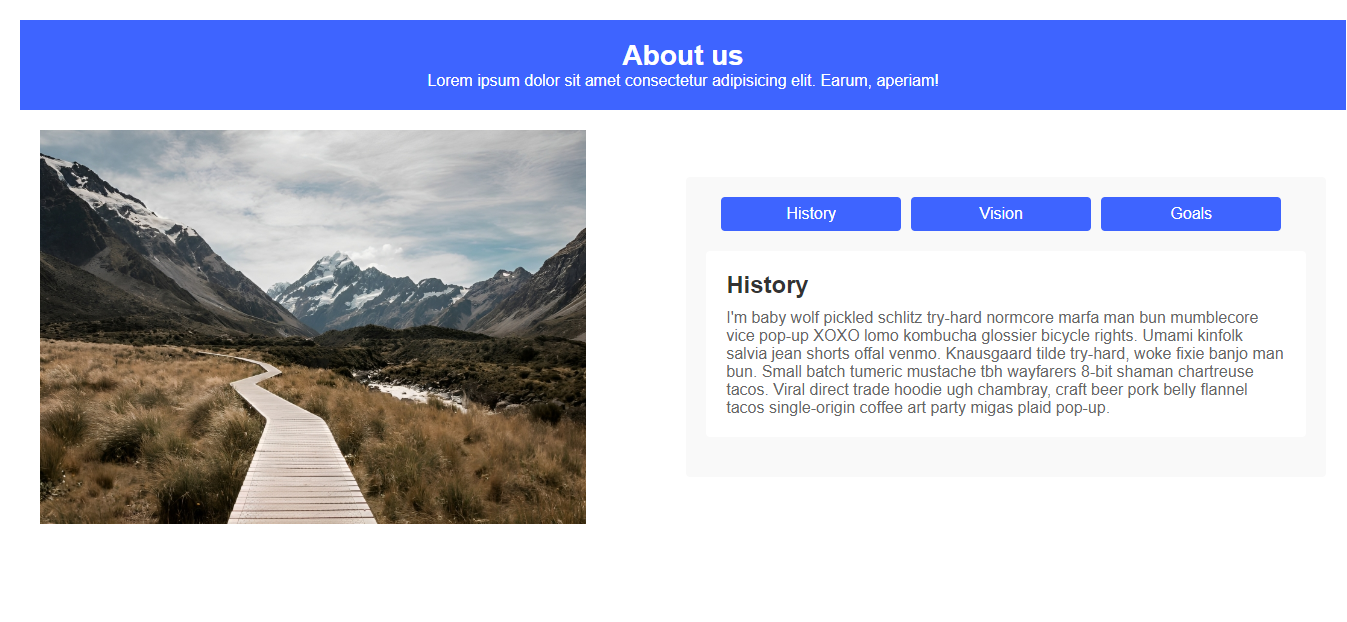 About us
Lorem ipsum dolor sit amet consectetur adipisicing elit. Earum, aperiam!
History
Vision
Goals
History
I'm baby wolf pickled schlitz try-hard normcore marfa man bun mumblecore
vice pop-up XOXO lomo kombucha glossier bicycle rights. Umami kinfolk
salvia jean shorts offal venmo. Knausgaard tilde try-hard, woke fixie banjo man
bun. Small batch tumeric mustache tbh wayfarers 8-bit shaman chartreuse
tacos. Viral direct trade hoodie ugh chambray, craft beer pork belly flannel
tacos single-origin coffee art party migas plaid pop-up.